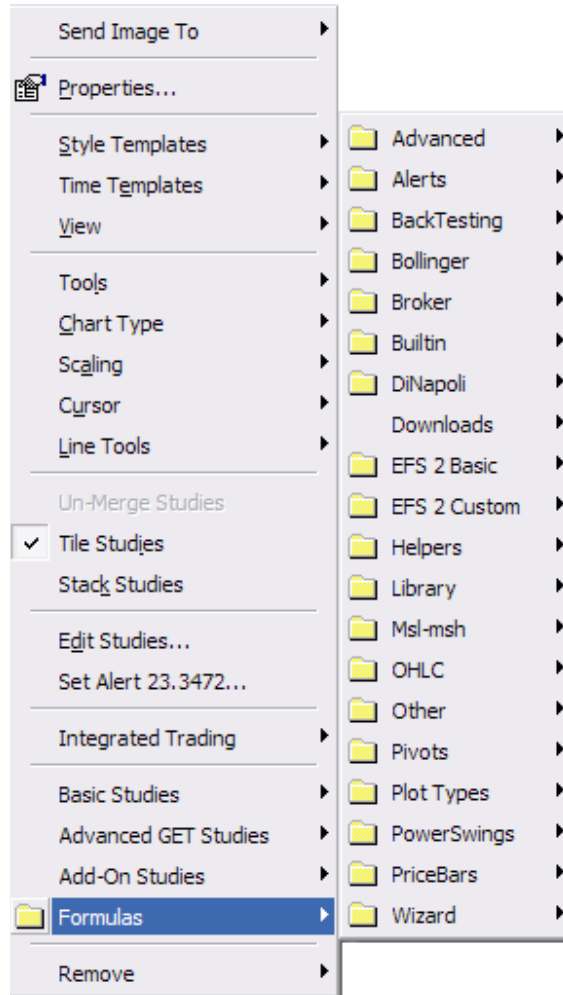 Send Image To
Properties...
Style Templates
Time Templates
View
Tools
Chart Type
Scaling
Cursor
Line Tools
Un-Merge Studies
Tile Studies
Stack Studies
Edit Studies...
Set Alert 23.3472...
Integrated Trading
Basic Studies
Advanced GET Studies
Add-On Studies
Formulas
Remove
Advanced
Alerts
BackTesting
Bollinger
Broker
Builtin
DiNapoli
Downloads
EFS 2 Basic
EFS 2 Custom
Helpers
Library
Msl-msh
OHLC
Other
Pivots
Plot Types
PowerSwings
PriceBars
Wizard